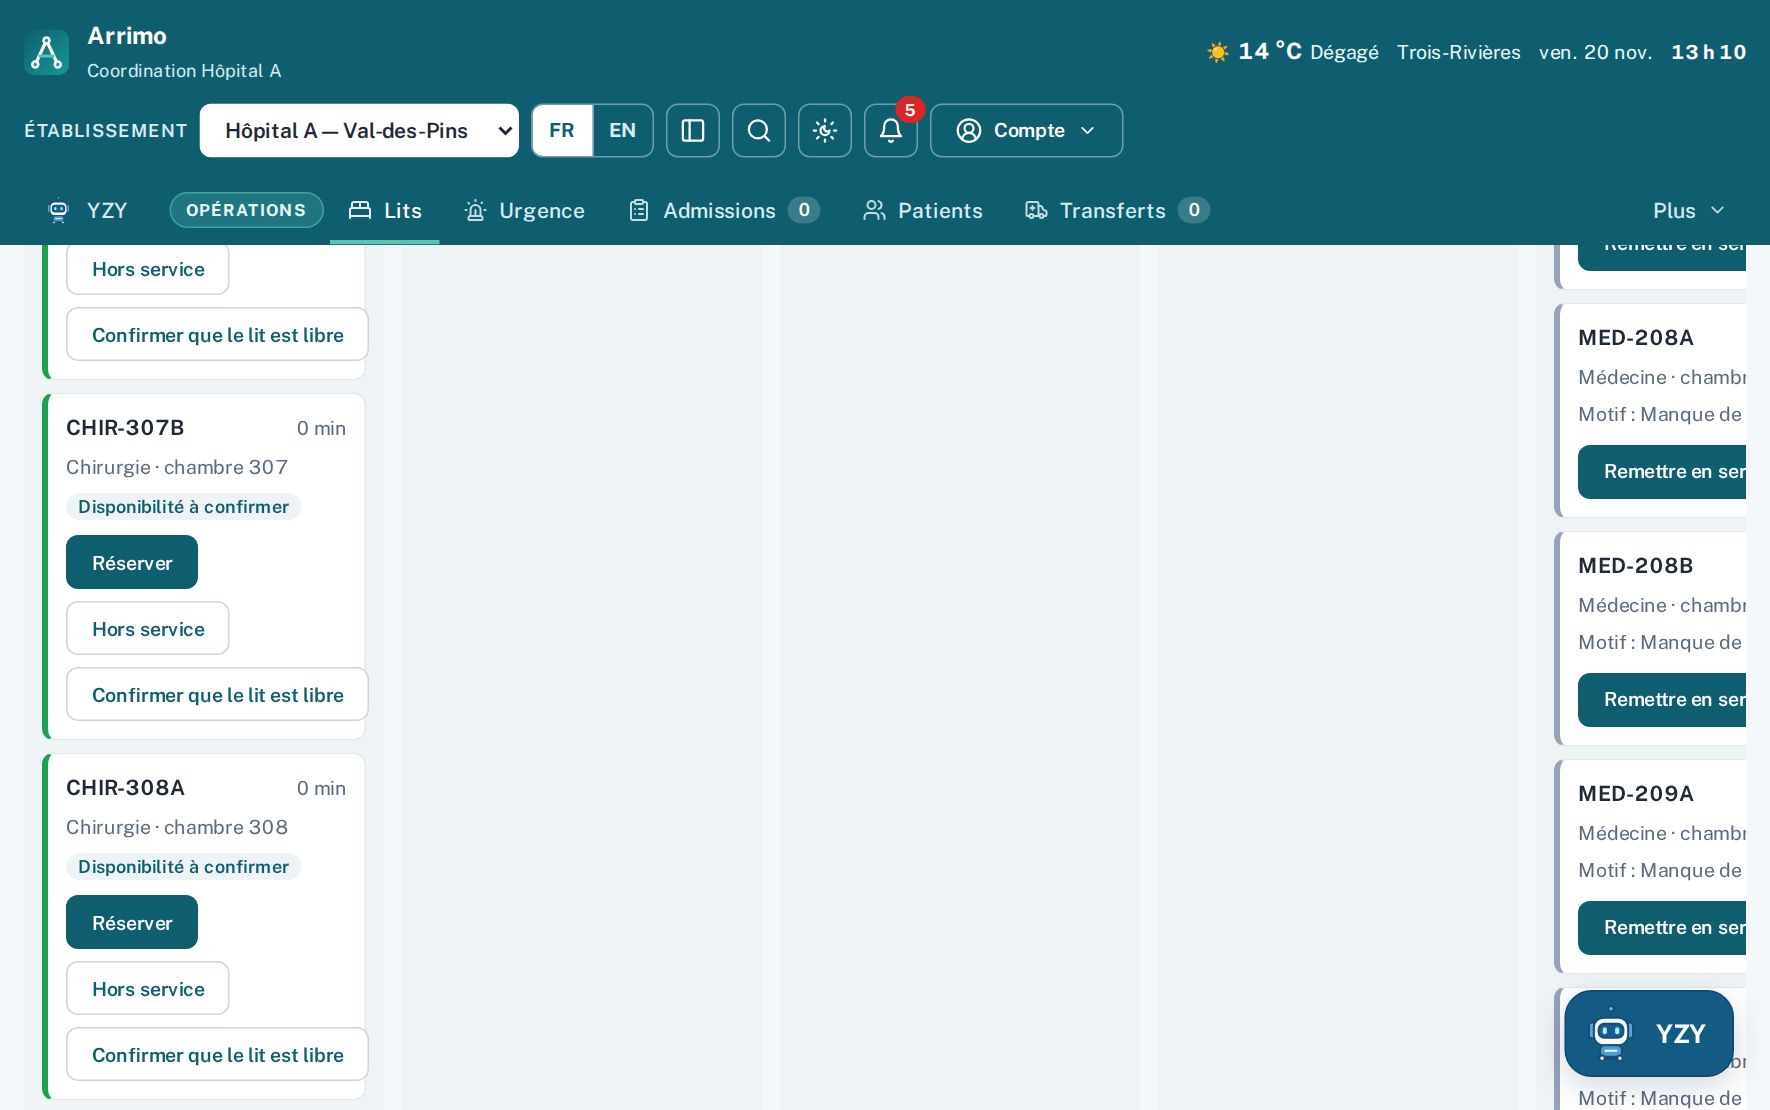 Arrimo
Coordination Hôpital A
14 °C Dégagé Trois-Rivières ven. 20 nov. 13 h 10
ÉTABLISSEMENT Hôpital A — Val-des-Pins FR EN 5 Compte
YZY OPÉRATIONS Lits Urgence Admissions 0 Patients Transferts 0 Plus
Hors service
Confirmer que le lit est libre
CHIR-307B 0 min
Chirurgie · chambre 307
Disponibilité à confirmer
Réserver
Hors service
Confirmer que le lit est libre
CHIR-308A 0 min
Chirurgie · chambre 308
Disponibilité à confirmer
Réserver
Hors service
Confirmer que le lit est libre
Remettre en ser
MED-208A
Médecine · chambr
Motif : Manque de
Remettre en ser
MED-208B
Médecine · chambr
Motif : Manque de
Remettre en ser
MED-209A
Médecine · chambr
Motif : Manque de
Remettre en ser
YZY
Motif : Manque de